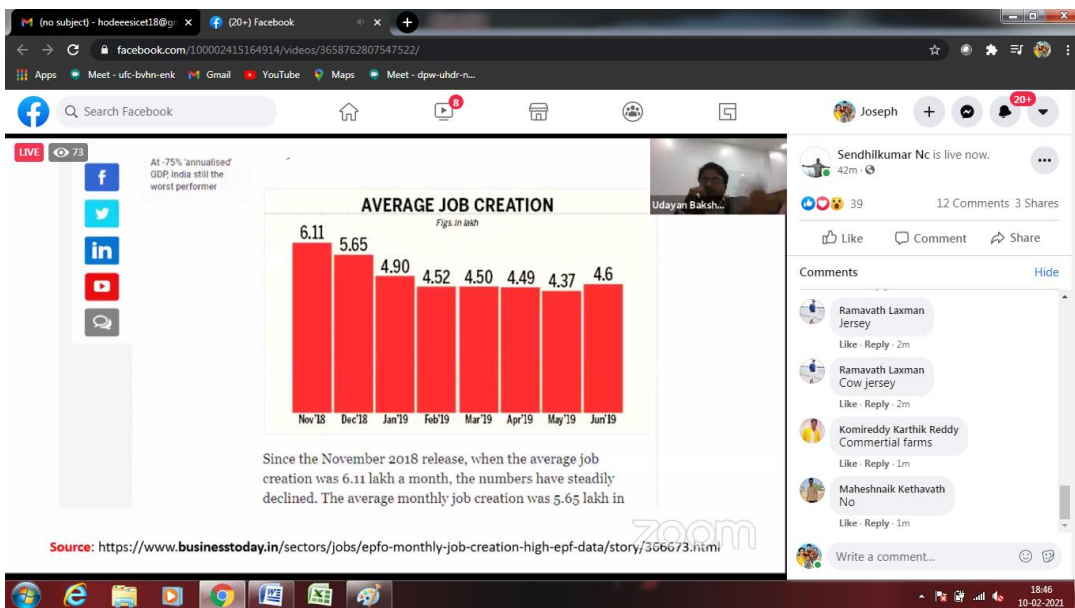 (no subject) - hodeeesicet18@gm
(20+) Facebook
facebook.com/100002415164914/videos/3658762807547522/
Apps Meet - ufc-bvhn-enk Gmail YouTube Maps Meet - dpw-uhdr-n...
Search Facebook
8
Joseph
20+
LIVE 73
At -75% 'annualised'
GDP, India still the
worst performer
AVERAGE JOB CREATION
Figs. in lakh
6.11 5.65 4.90 4.52 4.50 4.49 4.37 4.6
Nov'18 Dec'18 Jan'19 Feb'19 Mar'19 Apr'19 May'19 Jun'19
Since the November 2018 release, when the average job
creation was 6.11 lakh a month, the numbers have steadily
declined. The average monthly job creation was 5.65 lakh in
zoom
Source: https://www.businesstoday.in/sectors/jobs/epfo-monthly-job-creation-high-epf-data/story/366673.html
Udayan Baksh...
Sendhilkumar Nc is live now.
42m ·
39 12 Comments 3 Shares
Like Comment Share
Comments Hide
Ramavath Laxman
Jersey
Like · Reply · 2m
Ramavath Laxman
Cow jersey
Like · Reply · 2m
Komireddy Karthik Reddy
Commertial farms
Like · Reply · 1m
Maheshnaik Kethavath
No
Like · Reply · 1m
Write a comment...
18:46
10-02-2021